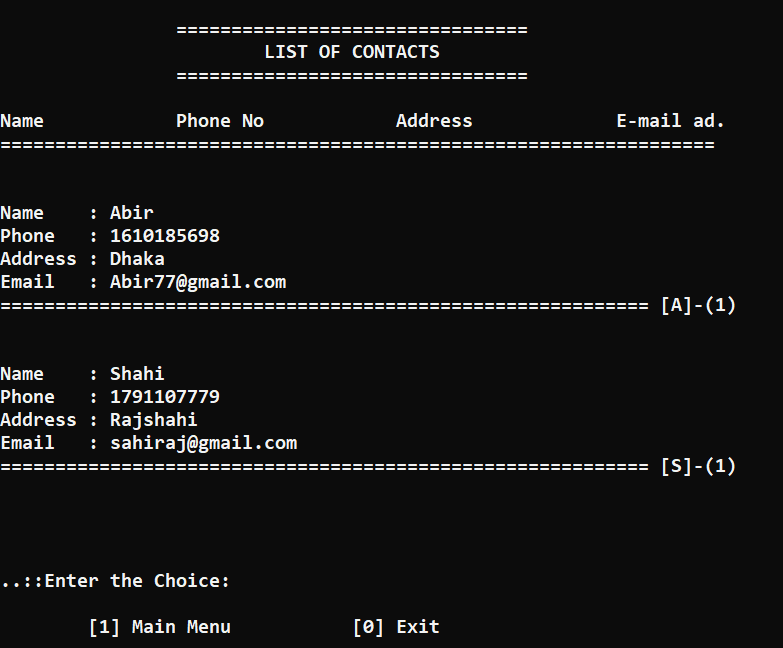 ================================
LIST OF CONTACTS
================================
Name Phone No Address E-mail ad.
=================================================================
Name : Abir
Phone : 1610185698
Address : Dhaka
Email : Abir77@gmail.com
=========================================================== [A]-(1)
Name : Shahi
Phone : 1791107779
Address : Rajshahi
Email : sahiraj@gmail.com
=========================================================== [S]-(1)
..::Enter the Choice:
[1] Main Menu [0] Exit